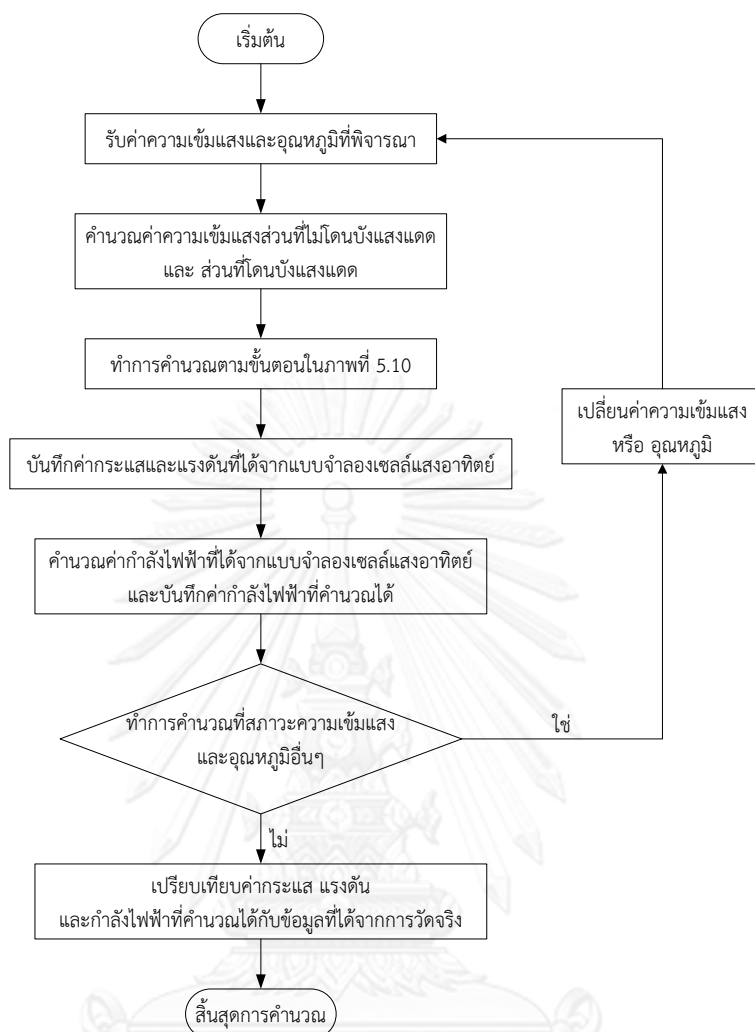 เริ่มต้น
รับค่าความเข้มแสงและอุณหภูมิที่พิจารณา
คำนวณค่าความเข้มแสงส่วนที่ไม่โดนบังแสงแดด
และ ส่วนที่โดนบังแสงแดด
ทำการคำนวณตามขั้นตอนในภาพที่ 5.10
เปลี่ยนค่าความเข้มแสง
หรือ อุณหภูมิ
บันทึกค่ากระแสและแรงดันที่ได้จากแบบจำลองเซลล์แสงอาทิตย์
คำนวณค่ากำลังไฟฟ้าที่ได้จากแบบจำลองเซลล์แสงอาทิตย์
และบันทึกค่ากำลังไฟฟ้าที่คำนวณได้
ทำการคำนวณที่สภาวะความเข้มแสง
และอุณหภูมิอื่นๆ
ใช่
ไม่
เปรียบเทียบค่ากระแส แรงดัน
และกำลังไฟฟ้าที่คำนวณได้กับข้อมูลที่ได้จากการวัดจริง
สิ้นสุดการคำนวณ